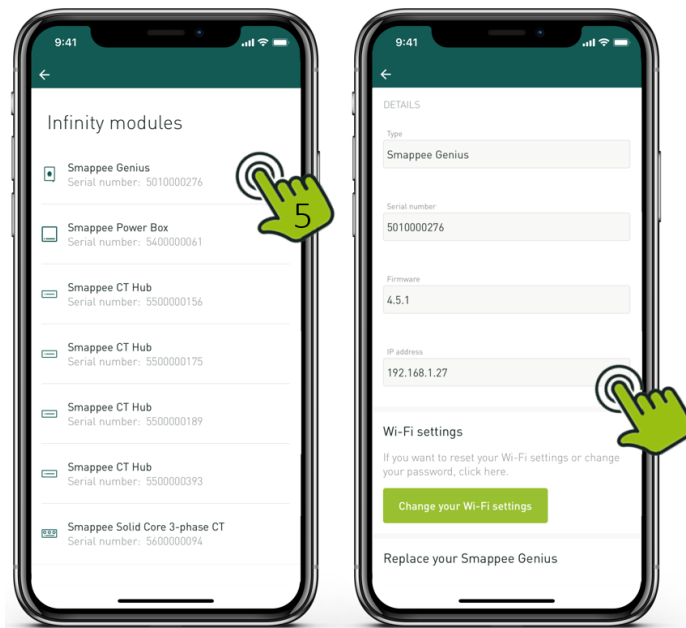 9:41
Infinity modules
Smappee Genius
Serial number: 5010000276
5
Smappee Power Box
Serial number: 5400000061
Smappee CT Hub
Serial number: 5500000156
Smappee CT Hub
Serial number: 5500000175
Smappee CT Hub
Serial number: 5500000189
Smappee CT Hub
Serial number: 5500000393
Smappee Solid Core 3-phase CT
Serial number: 5600000094
9:41
DETAILS
Type
Smappee Genius
Serial number
5010000276
Firmware
4.5.1
IP address
192.168.1.27
Wi-Fi settings
If you want to reset your Wi-Fi settings or change
your password, click here.
Change your Wi-Fi settings
Replace your Smappee Genius